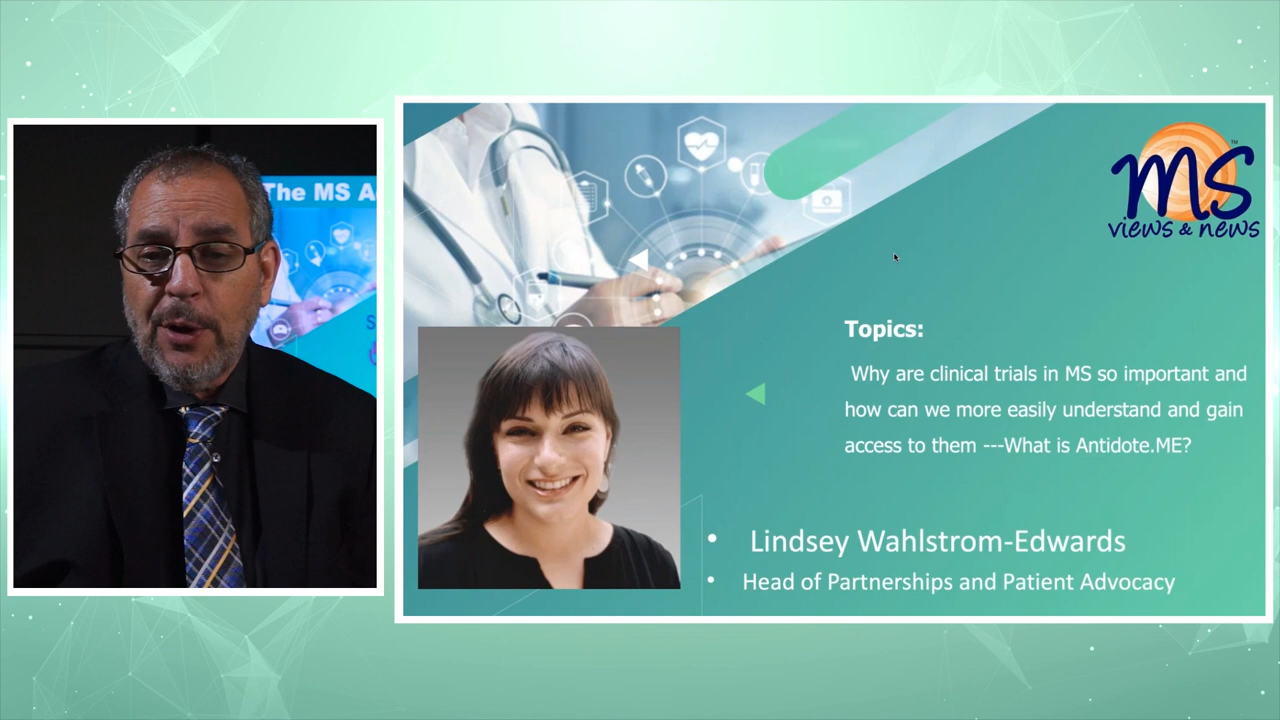 The MS A
MS
TM
views & news
Topics:
Why are clinical trials in MS so important and
how can we more easily understand and gain
access to them ---What is Antidote.ME?
• Lindsey Wahlstrom-Edwards
• Head of Partnerships and Patient Advocacy